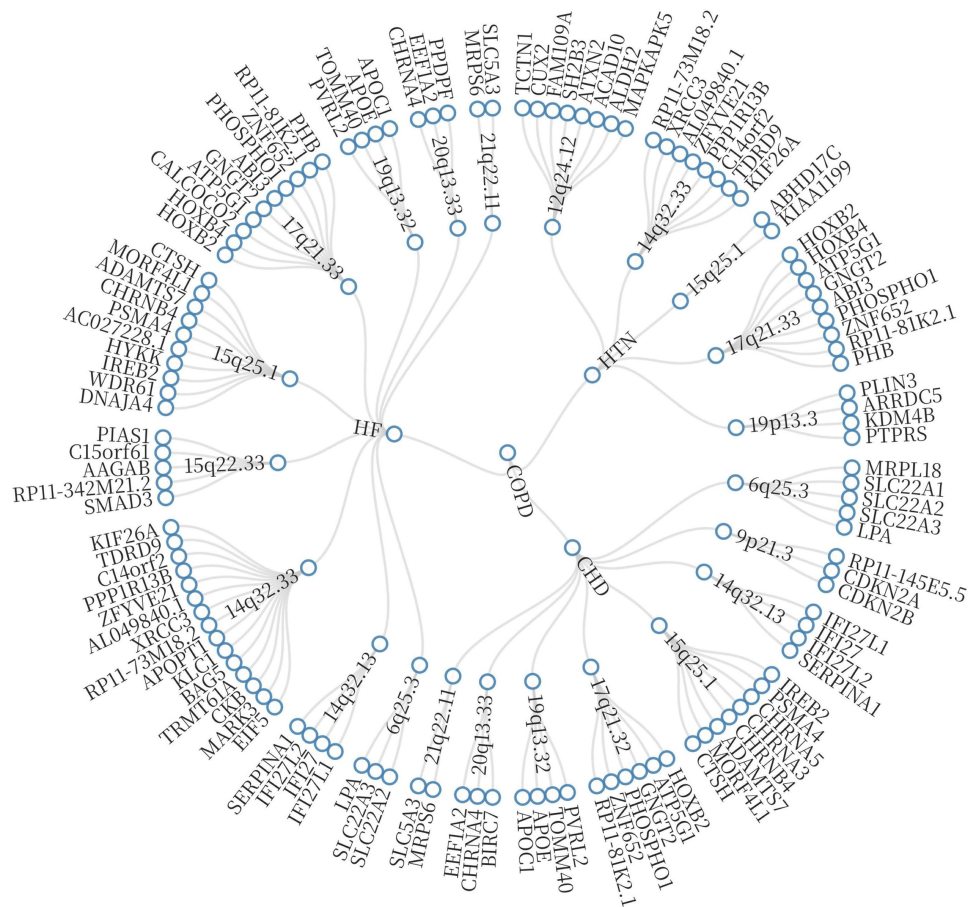 COPD
HTN
12q24.12
TCTN1
CUX2
FAM109A
SH2B3
ATXN2
ACAD10
ALDH2
MAPKAPK5
14q32.33
RP11-73M18.2
XRCC3
AL049840.1
ZFYVE21
PPP1R13B
C14orf2
TDRD9
KIF26A
15q25.1
ABHD17C
KIAA1199
17q21.33
HOXB2
HOXB4
ATP5G1
GNGT2
ABI3
PHOSPHO1
ZNF652
RP11-81K2.1
PHB
19p13.3
PLIN3
ARRDC5
KDM4B
PTPRS
CHD
6q25.3
MRPL18
SLC22A1
SLC22A2
SLC22A3
LPA
9p21.3
RP11-145E5.5
CDKN2A
CDKN2B
14q32.13
IFI27L1
IFI27
IFI27L2
SERPINA1
15q25.1
IREB2
PSMA4
CHRNA5
CHRNA3
CHRNB4
ADAMTS7
MORF4L1
CTSH
17q21.32
HOXB2
ATP5G1
GNGT2
PHOSPHO1
ZNF652
RP11-81K2.1
19q13.32
PVRL2
TOMM40
APOE
APOC1
20q13.33
BIRC7
CHRNA4
EEF1A2
21q22.11
MRPS6
SLC5A3
HF
6q25.3
SLC22A2
SLC22A3
LPA
14q32.13
IFI27L1
IFI27
IFI27L2
SERPINA1
14q32.33
EIF5
MARK3
CKB
TRMT61A
BAG5
KLC1
APOPT1
RP11-73M18.2
XRCC3
AL049840.1
ZFYVE21
PPP1R13B
C14orf2
TDRD9
KIF26A
15q22.33
SMAD3
RP11-342M21.2
AAGAB
C15orf61
PIAS1
15q25.1
DNAJA4
WDR61
IREB2
HYKK
AC027228.1
PSMA4
CHRNB4
ADAMTS7
MORF4L1
CTSH
17q21.33
HOXB2
HOXB4
CALCOCO2
ATP5G1
GNGT2
ABI3
PHOSPHO1
ZNF652
RP11-81K2.1
PHB
19q13.32
PVRL2
TOMM40
APOE
APOC1
20q13.33
CHRNA4
EEF1A2
PPDPF
21q22.11
MRPS6
SLC5A3